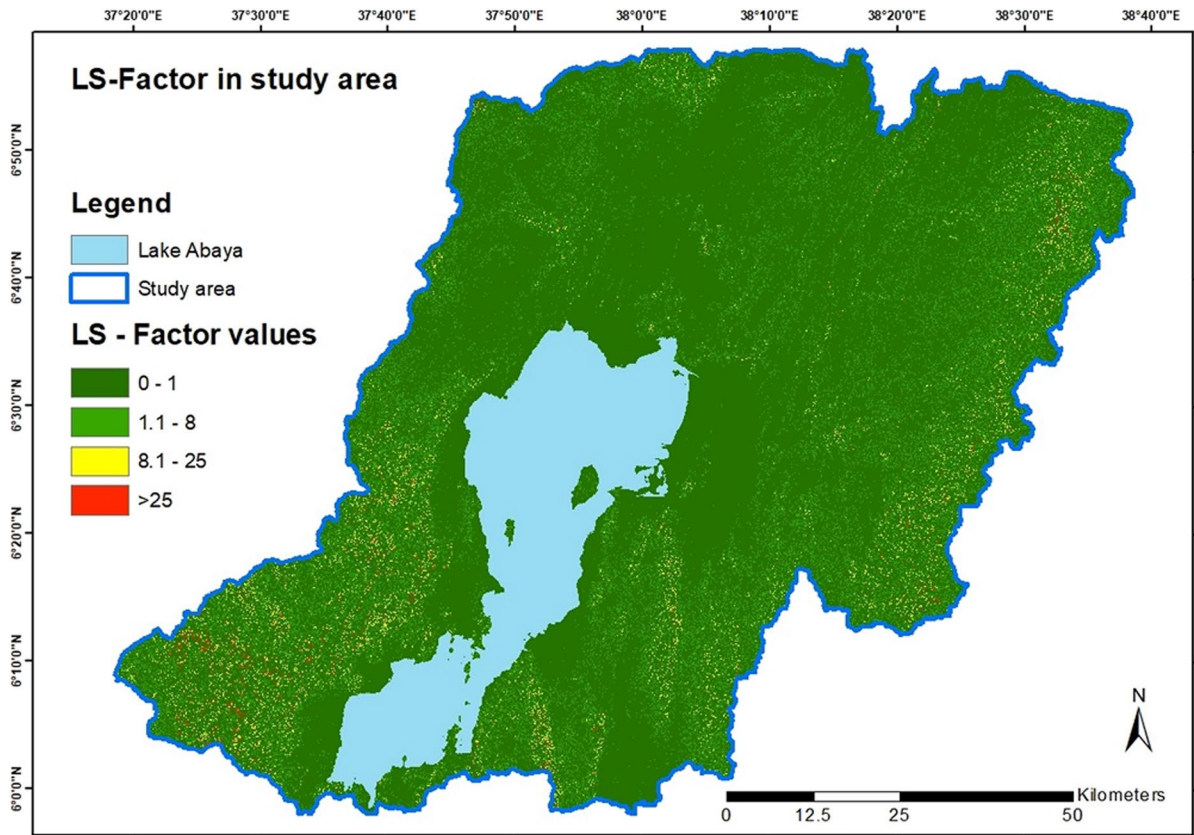 37°20'0"E 37°30'0"E 37°40'0"E 37°50'0"E 38°0'0"E 38°10'0"E 38°20'0"E 38°30'0"E 38°40'0"E
LS-Factor in study area
6°50'0"N
Legend
Lake Abaya
6°40'0"N
Study area
LS - Factor values
0 - 1
6°30'0"N
1.1 - 8
8.1 - 25
>25
6°20'0"N
6°10'0"N
N
6°0'0"N
Kilometers
0 12.5 25 50